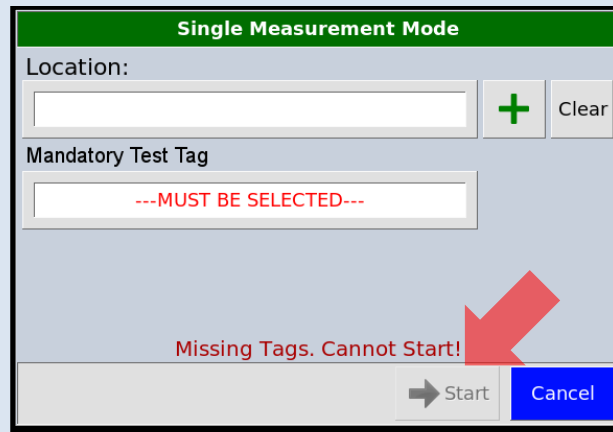 Single Measurement Mode
Location:
Clear
Mandatory Test Tag
---MUST BE SELECTED---
Missing Tags. Cannot Start!
Start
Cancel